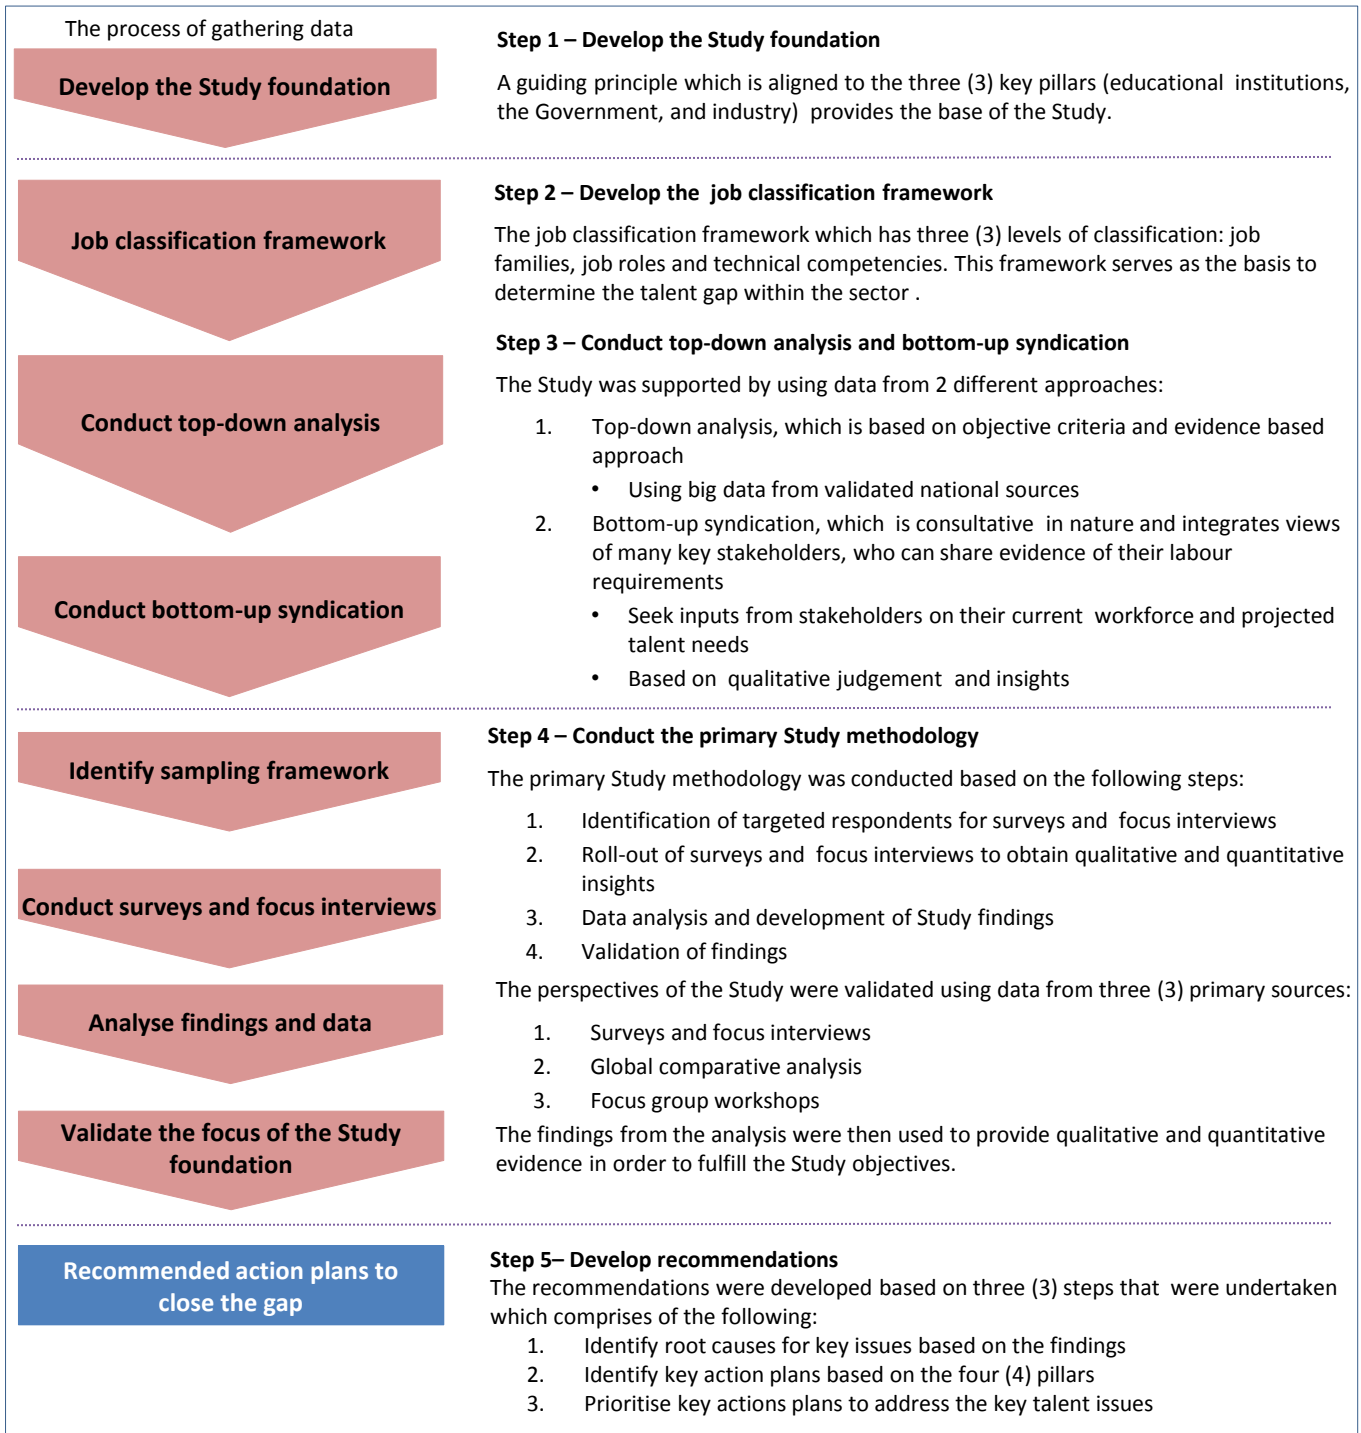 The process of gathering data
Develop the Study foundation
Step 1 – Develop the Study foundation
A guiding principle which is aligned to the three (3) key pillars (educational institutions,
the Government, and industry) provides the base of the Study.
Job classification framework
Step 2 – Develop the job classification framework
The job classification framework which has three (3) levels of classification: job
families, job roles and technical competencies. This framework serves as the basis to
determine the talent gap within the sector .
Conduct top-down analysis
Conduct bottom-up syndication
Step 3 – Conduct top-down analysis and bottom-up syndication
The Study was supported by using data from 2 different approaches:
1. Top-down analysis, which is based on objective criteria and evidence based
approach
• Using big data from validated national sources
2. Bottom-up syndication, which is consultative in nature and integrates views
of many key stakeholders, who can share evidence of their labour
requirements
• Seek inputs from stakeholders on their current workforce and projected
talent needs
• Based on qualitative judgement and insights
Identify sampling framework
Conduct surveys and focus interviews
Analyse findings and data
Validate the focus of the Study
foundation
Step 4 – Conduct the primary Study methodology
The primary Study methodology was conducted based on the following steps:
1. Identification of targeted respondents for surveys and focus interviews
2. Roll-out of surveys and focus interviews to obtain qualitative and quantitative
insights
3. Data analysis and development of Study findings
4. Validation of findings
The perspectives of the Study were validated using data from three (3) primary sources:
1. Surveys and focus interviews
2. Global comparative analysis
3. Focus group workshops
The findings from the analysis were then used to provide qualitative and quantitative
evidence in order to fulfill the Study objectives.
Recommended action plans to
close the gap
Step 5– Develop recommendations
The recommendations were developed based on three (3) steps that were undertaken
which comprises of the following:
1. Identify root causes for key issues based on the findings
2. Identify key action plans based on the four (4) pillars
3. Prioritise key actions plans to address the key talent issues